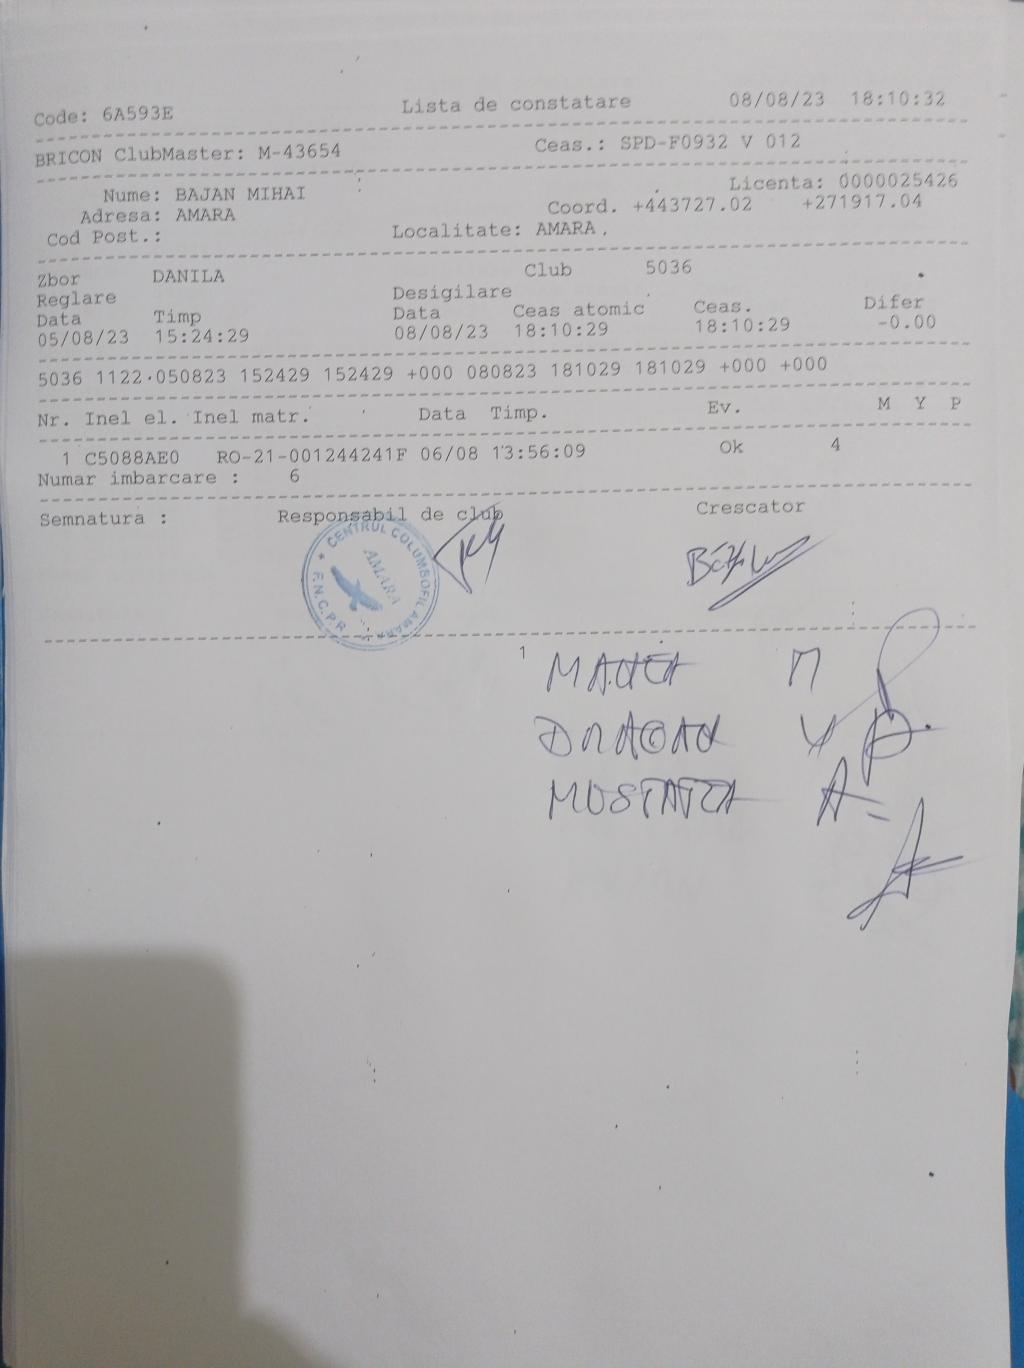 Code: 6A593E Lista de constatare 08/08/23 18:10:32
BRICON ClubMaster: M-43654 Ceas.: SPD-F0932 V 012
Nume: BAJAN MIHAI Licenta: 0000025426
Adresa: AMARA Coord. +443727.02 +271917.04
Cod Post.: Localitate: AMARA,
Zbor DANILA Club 5036
Reglare Desigilare
Data Timp Data Ceas atomic Ceas. Difer
05/08/23 15:24:29 08/08/23 18:10:29 18:10:29 -0.00
5036 1122 050823 152429 152429 +000 080823 181029 181029 +000 +000
Nr. Inel el. Inel matr. Data Timp. Ev. M Y P
1 C5088AE0 RO-21-001244241F 06/08 13:56:09 Ok 4
Numar imbarcare : 6
Semnatura : Responsabil de club Crescator
CENTRUL COLUMBOFIL AMARA
AMARA
F.N.C.P.R.
1
MANEA M
DRAGAN V
MUSTATEA A